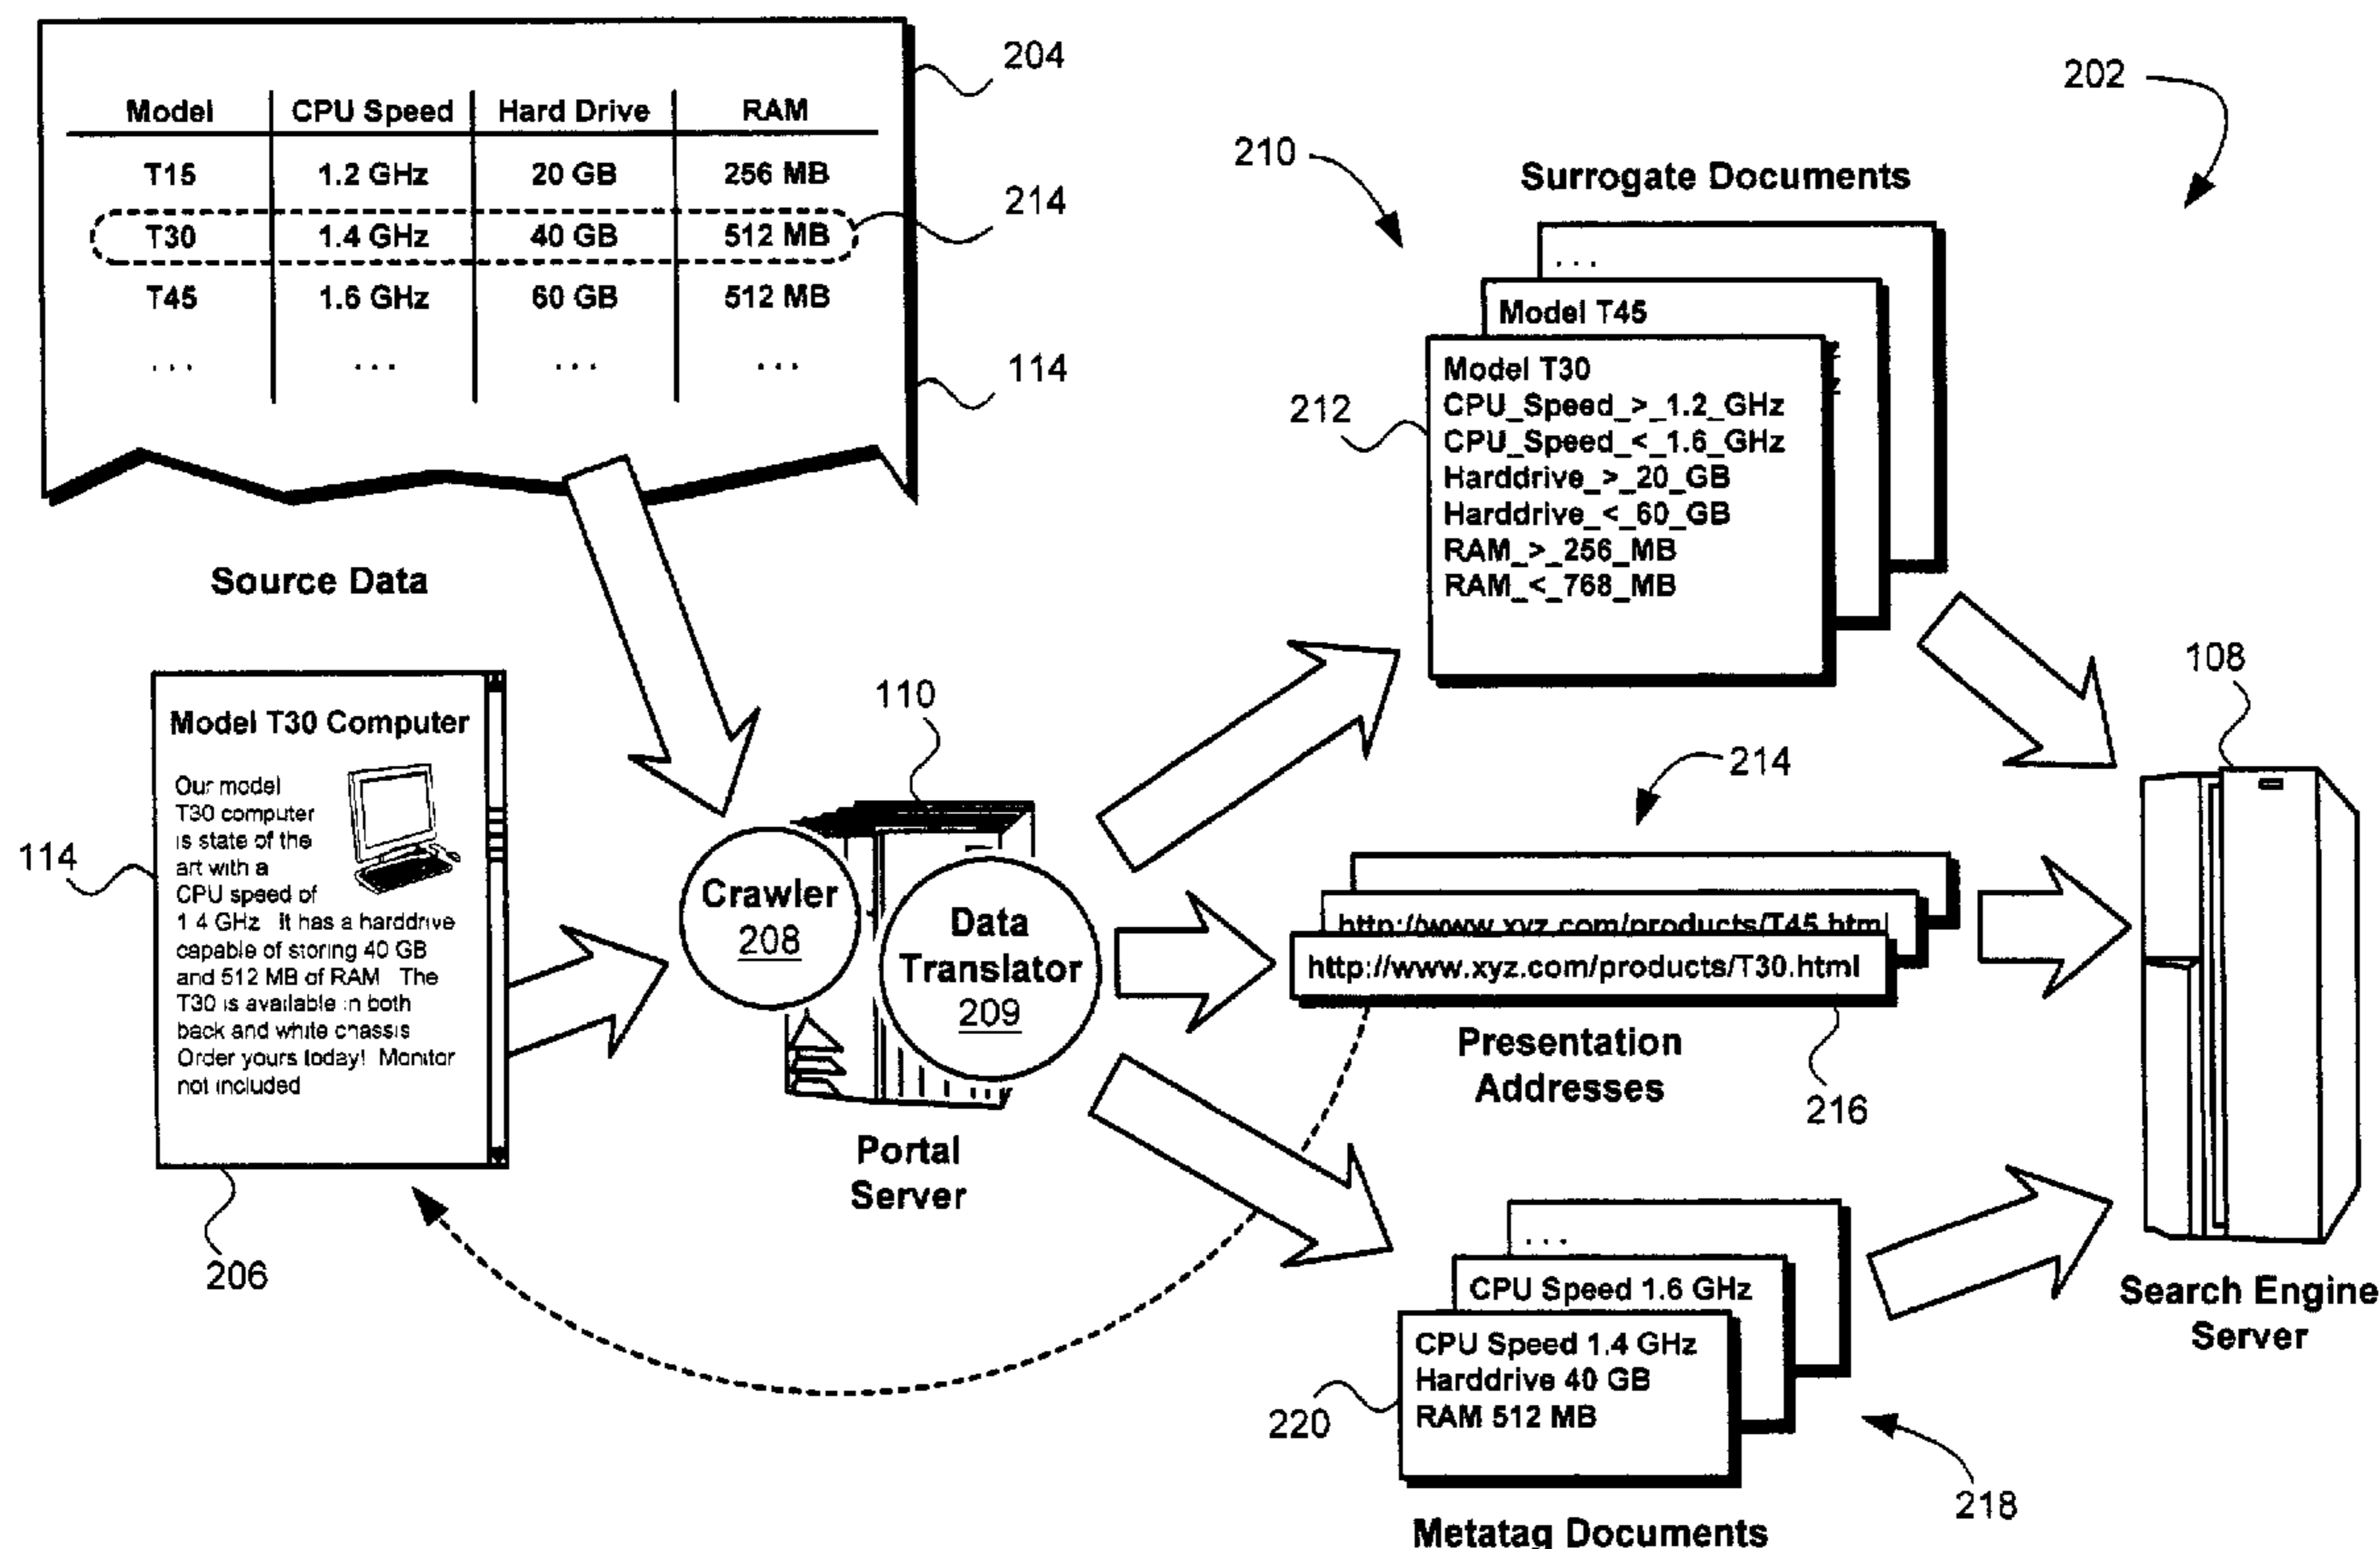 204
202
Model CPU Speed Hard Drive RAM
T15 1.2 GHz 20 GB 256 MB
T30 1.4 GHz 40 GB 512 MB
T45 1.6 GHz 60 GB 512 MB
... ... ... ...
214
114
Source Data
210
Surrogate Documents
...
Model T45
Model T30
CPU_Speed_>_1.2_GHz
CPU_Speed_<_1.6_GHz
Harddrive_>_20_GB
Harddrive_<_60_GB
RAM_>_256_MB
RAM_<_768_MB
212
114
Model T30 Computer
Our model
T30 computer
is state of the
art with a
CPU speed of
1 4 GHz It has a harddrive
capable of storing 40 GB
and 512 MB of RAM The
T30 is available in both
back and white chassis
Order yours today! Monitor
not included
206
110
Crawler
208
Data
Translator
209
Portal
Server
214
http://www.xyz.com/products/T45.html
http://www.xyz.com/products/T30.html
Presentation
Addresses
216
108
Search Engine
Server
...
CPU Speed 1.6 GHz
CPU Speed 1.4 GHz
Harddrive 40 GB
RAM 512 MB
220
218
Metatag Documents